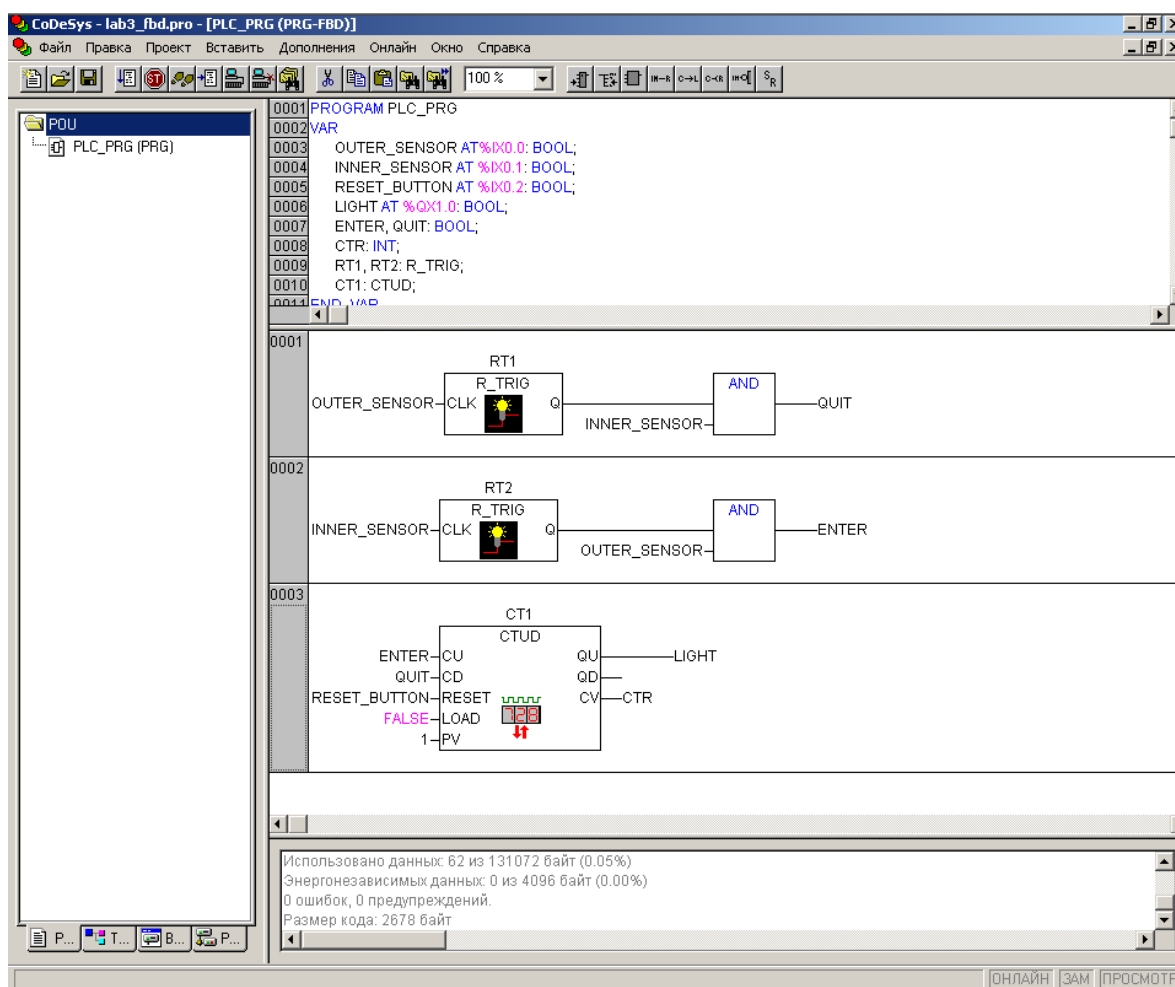 CoDeSys - lab3_fbd.pro - [PLC_PRG (PRG-FBD)]
Файл Правка Проект Вставить Дополнения Онлайн Окно Справка
100 %
POU
PLC_PRG (PRG)
0001 PROGRAM PLC_PRG
0002 VAR
0003 OUTER_SENSOR AT%IX0.0: BOOL;
0004 INNER_SENSOR AT %IX0.1: BOOL;
0005 RESET_BUTTON AT %IX0.2: BOOL;
0006 LIGHT AT %QX1.0: BOOL;
0007 ENTER, QUIT: BOOL;
0008 CTR: INT;
0009 RT1, RT2: R_TRIG;
0010 CT1: CTUD;
0011 END_VAR
0001
RT1
R_TRIG AND
OUTER_SENSOR CLK Q QUIT
INNER_SENSOR
0002
RT2
R_TRIG AND
INNER_SENSOR CLK Q ENTER
OUTER_SENSOR
0003
CT1
CTUD
ENTER CU QU LIGHT
QUIT CD QD
RESET_BUTTON RESET CV CTR
FALSE LOAD 728
1 PV
Использовано данных: 62 из 131072 байт (0.05%)
Энергонезависимых данных: 0 из 4096 байт (0.00%)
0 ошибок, 0 предупреждений.
Размер кода: 2678 байт
P... T... В... P...
ОНЛАЙН ЗАМ ПРОСМОТР